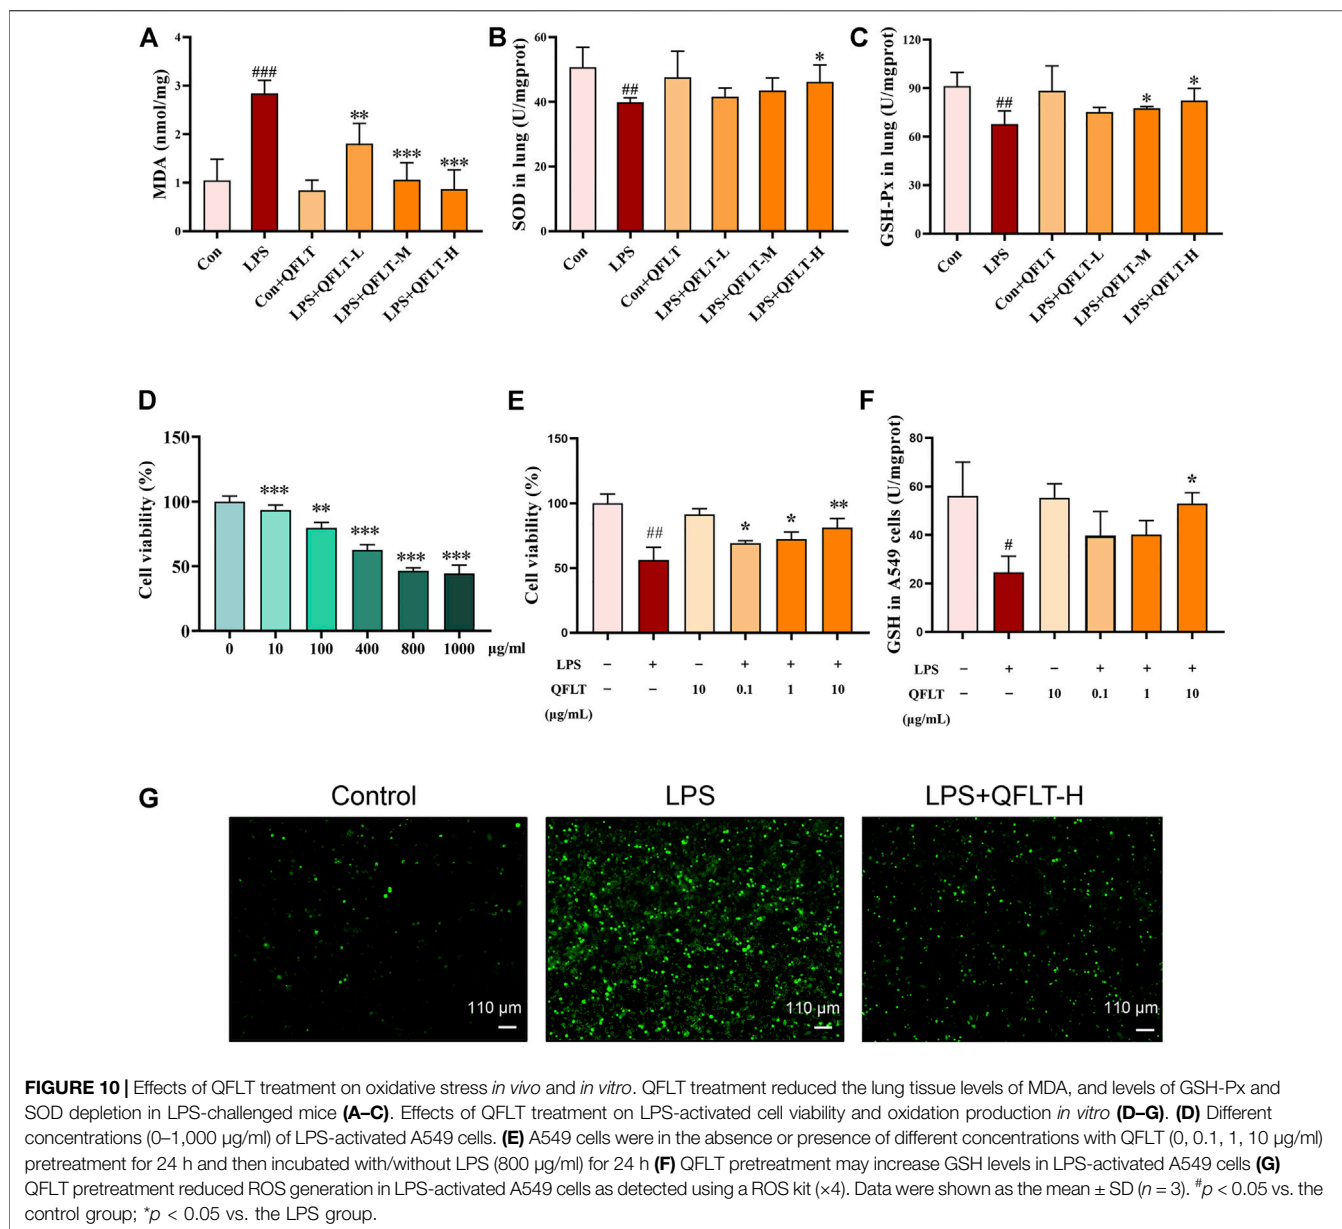 A
MDA (nmol/mg)
4
3
2
1
0
###
**
***
***
Con
LPS
Con+QFLT
LPS+QFLT-L
LPS+QFLT-M
LPS+QFLT-H
B
SOD in lung (U/mgprot)
60
40
20
0
##
*
Con
LPS
Con+QFLT
LPS+QFLT-L
LPS+QFLT-M
LPS+QFLT-H
C
GSH-Px in lung (U/mgprot)
120
90
60
30
0
##
*
*
Con
LPS
Con+QFLT
LPS+QFLT-L
LPS+QFLT-M
LPS+QFLT-H
D
Cell viability (%)
150
100
50
0
***
**
***
***
***
0 10 100 400 800 1000 µg/ml
E
Cell viability (%)
150
100
50
0
##
*
*
**
LPS − + − + + +
QFLT − − 10 0.1 1 10
(µg/mL)
F
GSH in A549 cells (U/mgprot)
80
60
40
20
0
#
*
LPS − + − + + +
QFLT − − 10 0.1 1 10
(µg/mL)
G
Control LPS LPS+QFLT-H
110 µm 110 µm 110 µm
FIGURE 10 | Effects of QFLT treatment on oxidative stress in vivo and in vitro. QFLT treatment reduced the lung tissue levels of MDA, and levels of GSH-Px and
SOD depletion in LPS-challenged mice (A–C). Effects of QFLT treatment on LPS-activated cell viability and oxidation production in vitro (D–G). (D) Different
concentrations (0–1,000 µg/ml) of LPS-activated A549 cells. (E) A549 cells were in the absence or presence of different concentrations with QFLT (0, 0.1, 1, 10 µg/ml)
pretreatment for 24 h and then incubated with/without LPS (800 µg/ml) for 24 h (F) QFLT pretreatment may increase GSH levels in LPS-activated A549 cells (G)
QFLT pretreatment reduced ROS generation in LPS-activated A549 cells as detected using a ROS kit (×4). Data were shown as the mean ± SD (n = 3). #p < 0.05 vs. the
control group; *p < 0.05 vs. the LPS group.